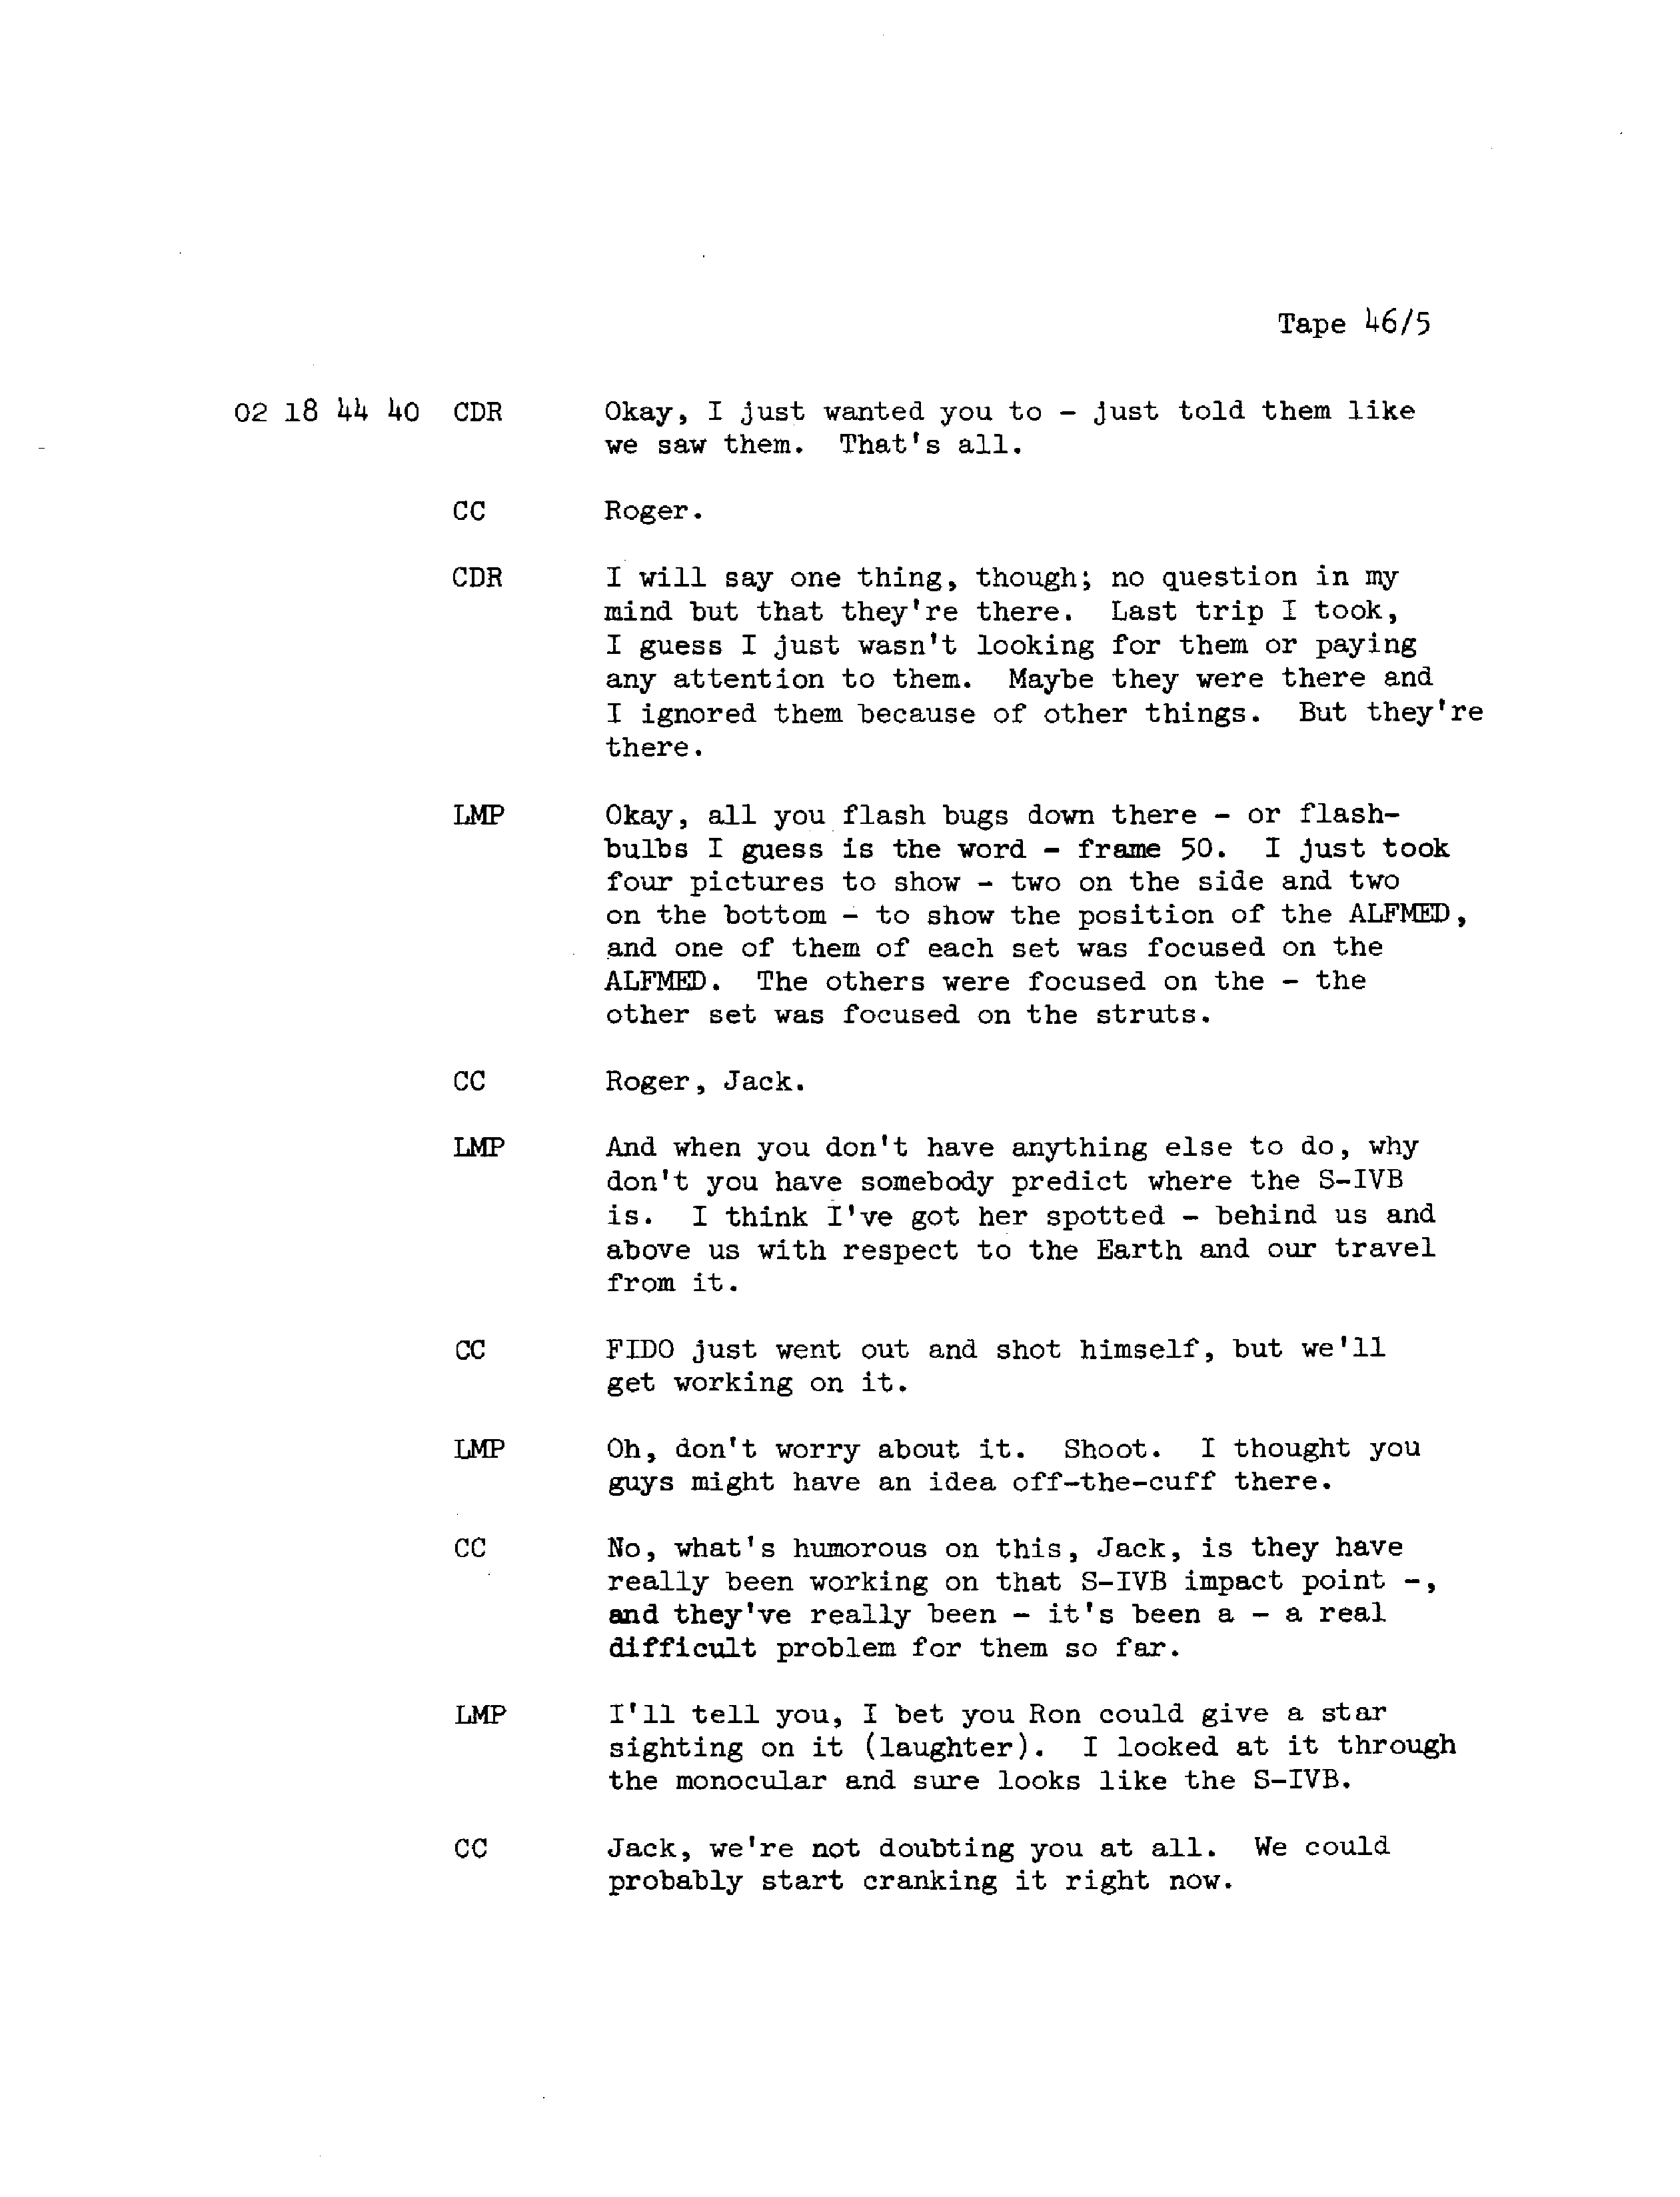 Tape 46/5
02 18 44 40 CDR Okay, I just wanted you to - just told them like
we saw them. That's all.
CC Roger.
CDR I will say one thing, though; no question in my
mind but that they're there. Last trip I took,
I guess I just wasn't looking for them or paying
any attention to them. Maybe they were there and
I ignored them because of other things. But they're
there.
LMP Okay, all you flash bugs down there - or flash-
bulbs I guess is the word - frame 50. I just took
four pictures to show - two on the side and two
on the bottom - to show the position of the ALFMED,
and one of them of each set was focused on the
ALFMED. The others were focused on the - the
other set was focused on the struts.
CC Roger, Jack.
LMP And when you don't have anything else to do, why
don't you have somebody predict where the S-IVB
is. I think I've got her spotted - behind us and
above us with respect to the Earth and our travel
from it.
CC FIDO just went out and shot himself, but we'll
get working on it.
LMP Oh, don't worry about it. Shoot. I thought you
guys might have an idea off-the-cuff there.
CC No, what's humorous on this, Jack, is they have
really been working on that S-IVB impact point -,
and they've really been - it's been a - a real
difficult problem for them so far.
LMP I'll tell you, I bet you Ron could give a star
sighting on it (laughter). I looked at it through
the monocular and sure looks like the S-IVB.
CC Jack, we're not doubting you at all. We could
probably start cranking it right now.